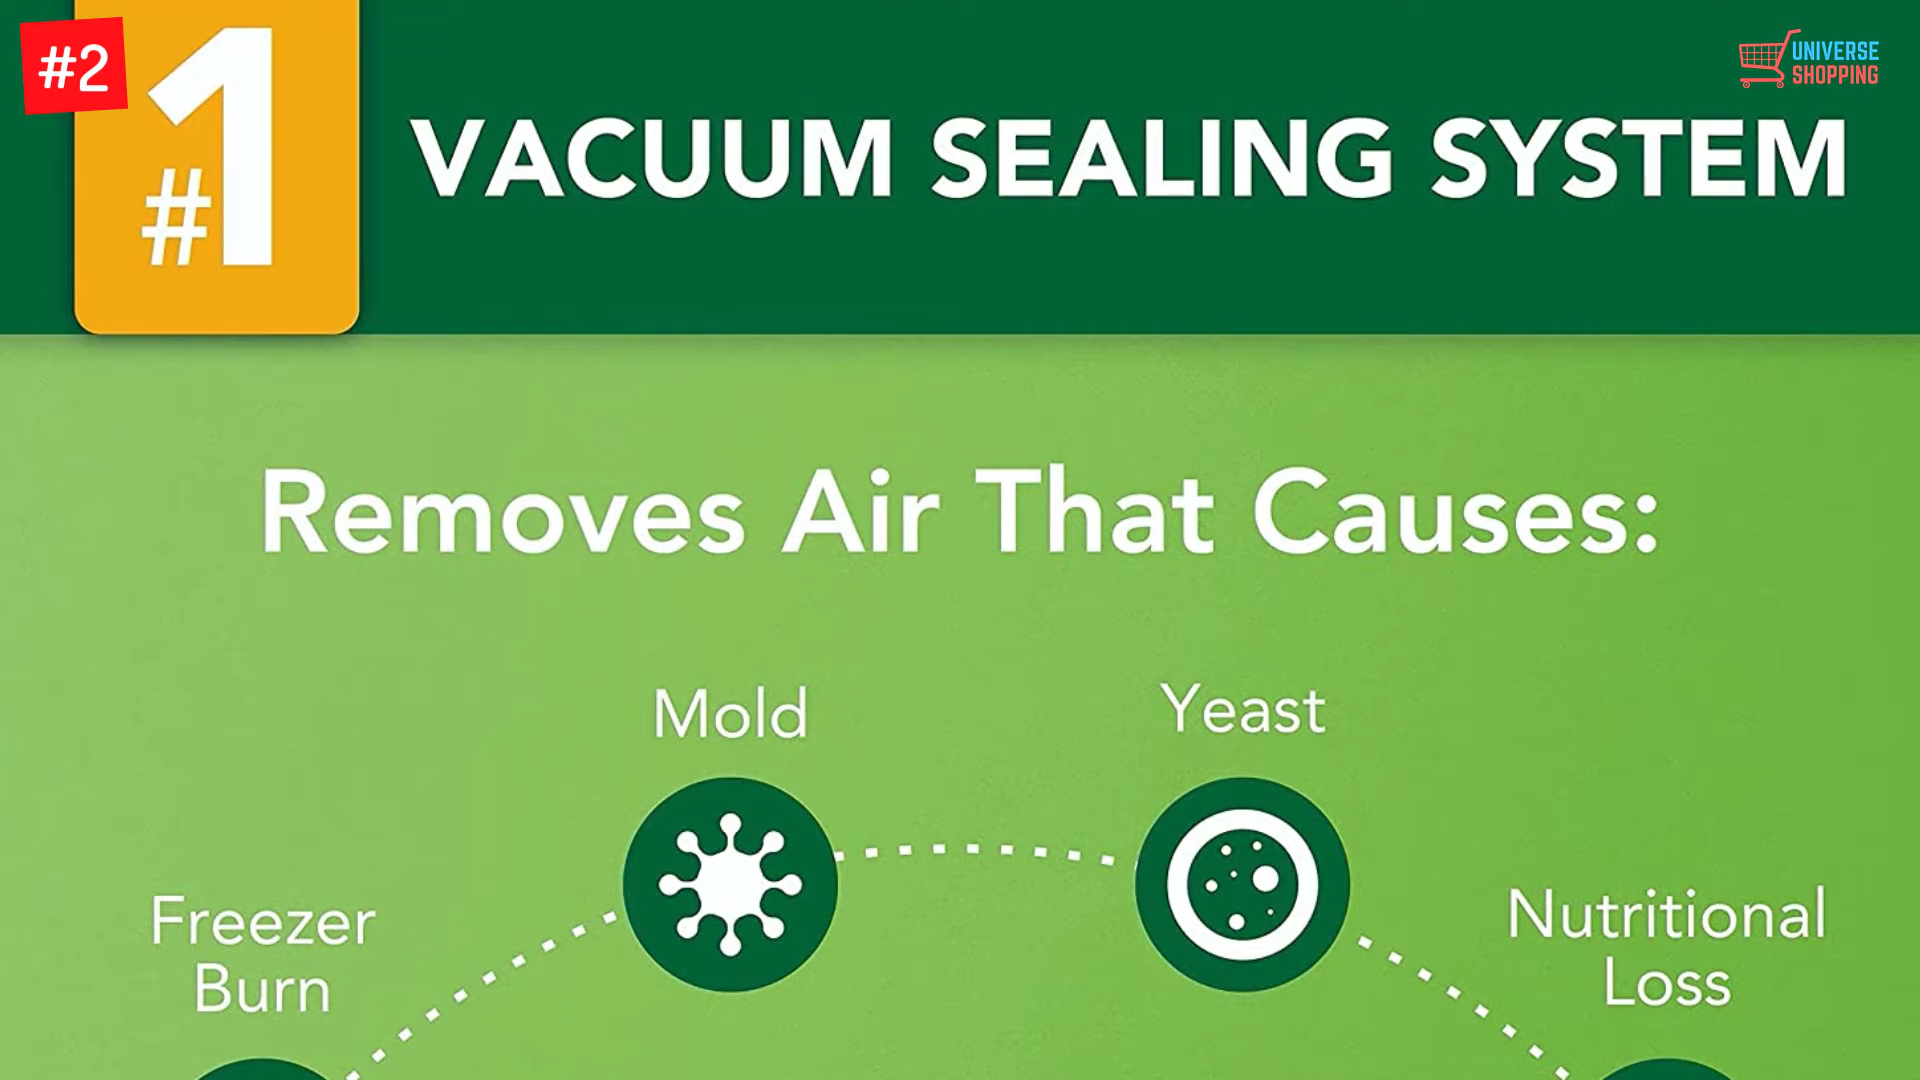 #2
#1
VACUUM SEALING SYSTEM
UNIVERSE
SHOPPING
Removes Air That Causes:
Mold
Yeast
Freezer
Burn
Nutritional
Loss